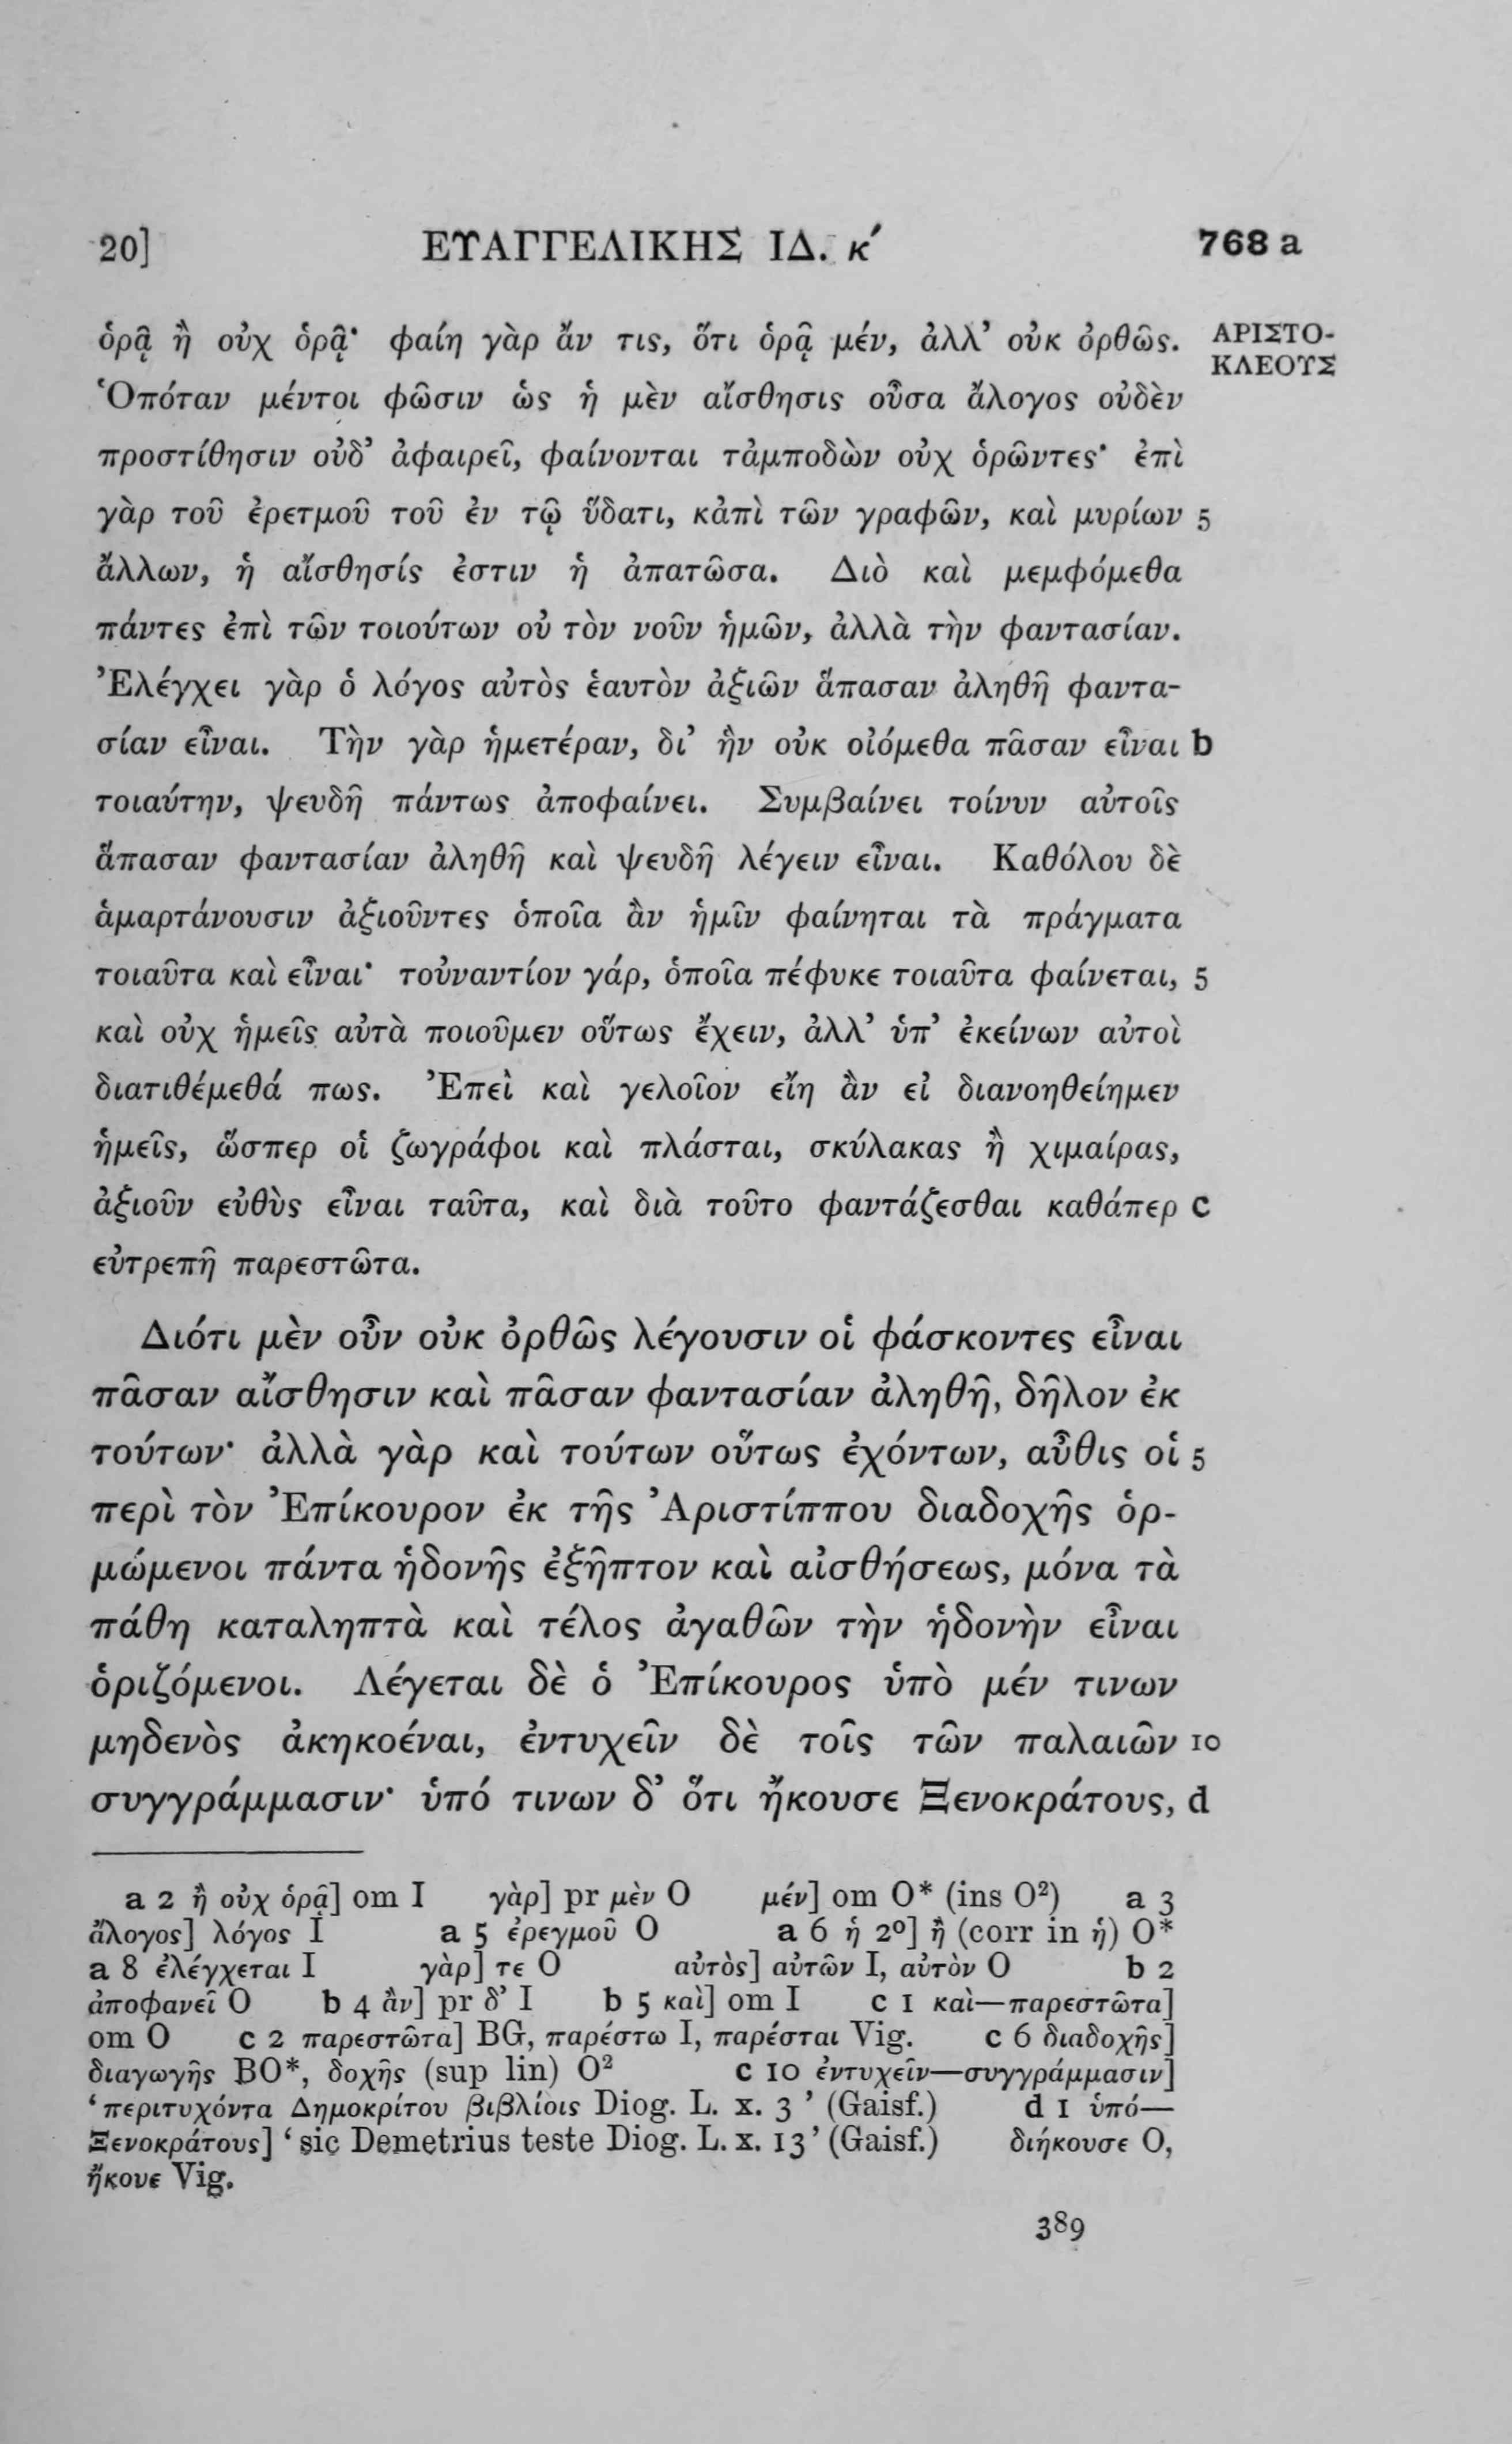 20] ΕΥΑΓΓΕΛΙΚΗΣ ΙΔ. κʹ 768 a
ὁρᾷ ἢ οὐχ ὁρᾷ· φαίη γὰρ ἄν τις, ὅτι ὁρᾷ μέν, ἀλλ’ οὐκ ὀρθῶς. ΑΡΙΣΤΟ-
ΚΛΕΟΥΣ
Ὁπόταν μέντοι φῶσιν ὡς ἡ μὲν αἴσθησις οὖσα ἄλογος οὐδὲν
προστίθησιν οὐδ’ ἀφαιρεῖ, φαίνονται τἀμποδὼν οὐχ ὁρῶντες· ἐπὶ
γὰρ τοῦ ἐρετμοῦ τοῦ ἐν τῷ ὕδατι, κἀπὶ τῶν γραφῶν, καὶ μυρίων 5
ἄλλων, ἡ αἴσθησίς ἐστιν ἡ ἀπατῶσα. Διὸ καὶ μεμφόμεθα
πάντες ἐπὶ τῶν τοιούτων οὐ τὸν νοῦν ἡμῶν, ἀλλὰ τὴν φαντασίαν.
Ἐλέγχει γὰρ ὁ λόγος αὐτὸς ἑαυτὸν ἀξιῶν ἅπασαν ἀληθῆ φαντα-
σίαν εἶναι. Τὴν γὰρ ἡμετέραν, δι’ ἣν οὐκ οἰόμεθα πᾶσαν εἶναι b
τοιαύτην, ψευδῆ πάντως ἀποφαίνει. Συμβαίνει τοίνυν αὐτοῖς
ἅπασαν φαντασίαν ἀληθῆ καὶ ψευδῆ λέγειν εἶναι. Καθόλου δὲ
ἁμαρτάνουσιν ἀξιοῦντες ὁποῖα ἂν ἡμῖν φαίνηται τὰ πράγματα
τοιαῦτα καὶ εἶναι· τοὐναντίον γάρ, ὁποῖα πέφυκε τοιαῦτα φαίνεται, 5
καὶ οὐχ ἡμεῖς αὐτὰ ποιοῦμεν οὕτως ἔχειν, ἀλλ’ ὑπ’ ἐκείνων αὐτοὶ
διατιθέμεθά πως. Ἐπεὶ καὶ γελοῖον εἴη ἂν εἰ διανοηθείημεν
ἡμεῖς, ὥσπερ οἱ ζωγράφοι καὶ πλάσται, σκύλακας ἢ χιμαίρας,
ἀξιοῦν εὐθὺς εἶναι ταῦτα, καὶ διὰ τοῦτο φαντάζεσθαι καθάπερ c
εὐτρεπῆ παρεστῶτα.
Διότι μὲν οὖν οὐκ ὀρθῶς λέγουσιν οἱ φάσκοντες εἶναι
πᾶσαν αἴσθησιν καὶ πᾶσαν φαντασίαν ἀληθῆ, δῆλον ἐκ
τούτων· ἀλλὰ γὰρ καὶ τούτων οὕτως ἐχόντων, αὖθις οἱ 5
περὶ τὸν Ἐπίκουρον ἐκ τῆς Ἀριστίππου διαδοχῆς ὁρ-
μώμενοι πάντα ἡδονῆς ἐξῆπτον καὶ αἰσθήσεως, μόνα τὰ
πάθη καταληπτὰ καὶ τέλος ἀγαθῶν τὴν ἡδονὴν εἶναι
ὁριζόμενοι. Λέγεται δὲ ὁ Ἐπίκουρος ὑπὸ μέν τινων
μηδενὸς ἀκηκοέναι, ἐντυχεῖν δὲ τοῖς τῶν παλαιῶν 10
συγγράμμασιν· ὑπό τινων δ’ ὅτι ἤκουσε Ξενοκράτους, d
a 2 ἢ οὐχ ὁρᾷ] om I γὰρ] pr μὲν O μέν] om O* (ins O²) a 3
ἄλογος] λόγος I a 5 ἐρεγμοῦ O a 6 ἡ 2º] ἢ (corr in ἡ) O*
a 8 ἐλέγχεται I γὰρ] τε O αὐτὸς] αὐτῶν I, αὐτὸν O b 2
ἀποφανεῖ O b 4 ἂν] pr δ’ I b 5 καὶ] om I c 1 καὶ—παρεστῶτα]
om O c 2 παρεστῶτα] BG, παρέστω I, παρέσται Vig. c 6 διαδοχῆς]
διαγωγῆς BO*, δοχῆς (sup lin) O² c 10 ἐντυχεῖν—συγγράμμασιν]
‘περιτυχόντα Δημοκρίτου βιβλίοις Diog. L. x. 3’ (Gaisf.) d 1 ὑπό—
Ξενοκράτους] ‘sic Demetrius teste Diog. L. x. 13’ (Gaisf.) διήκουσε O,
ἤκουε Vig.
389